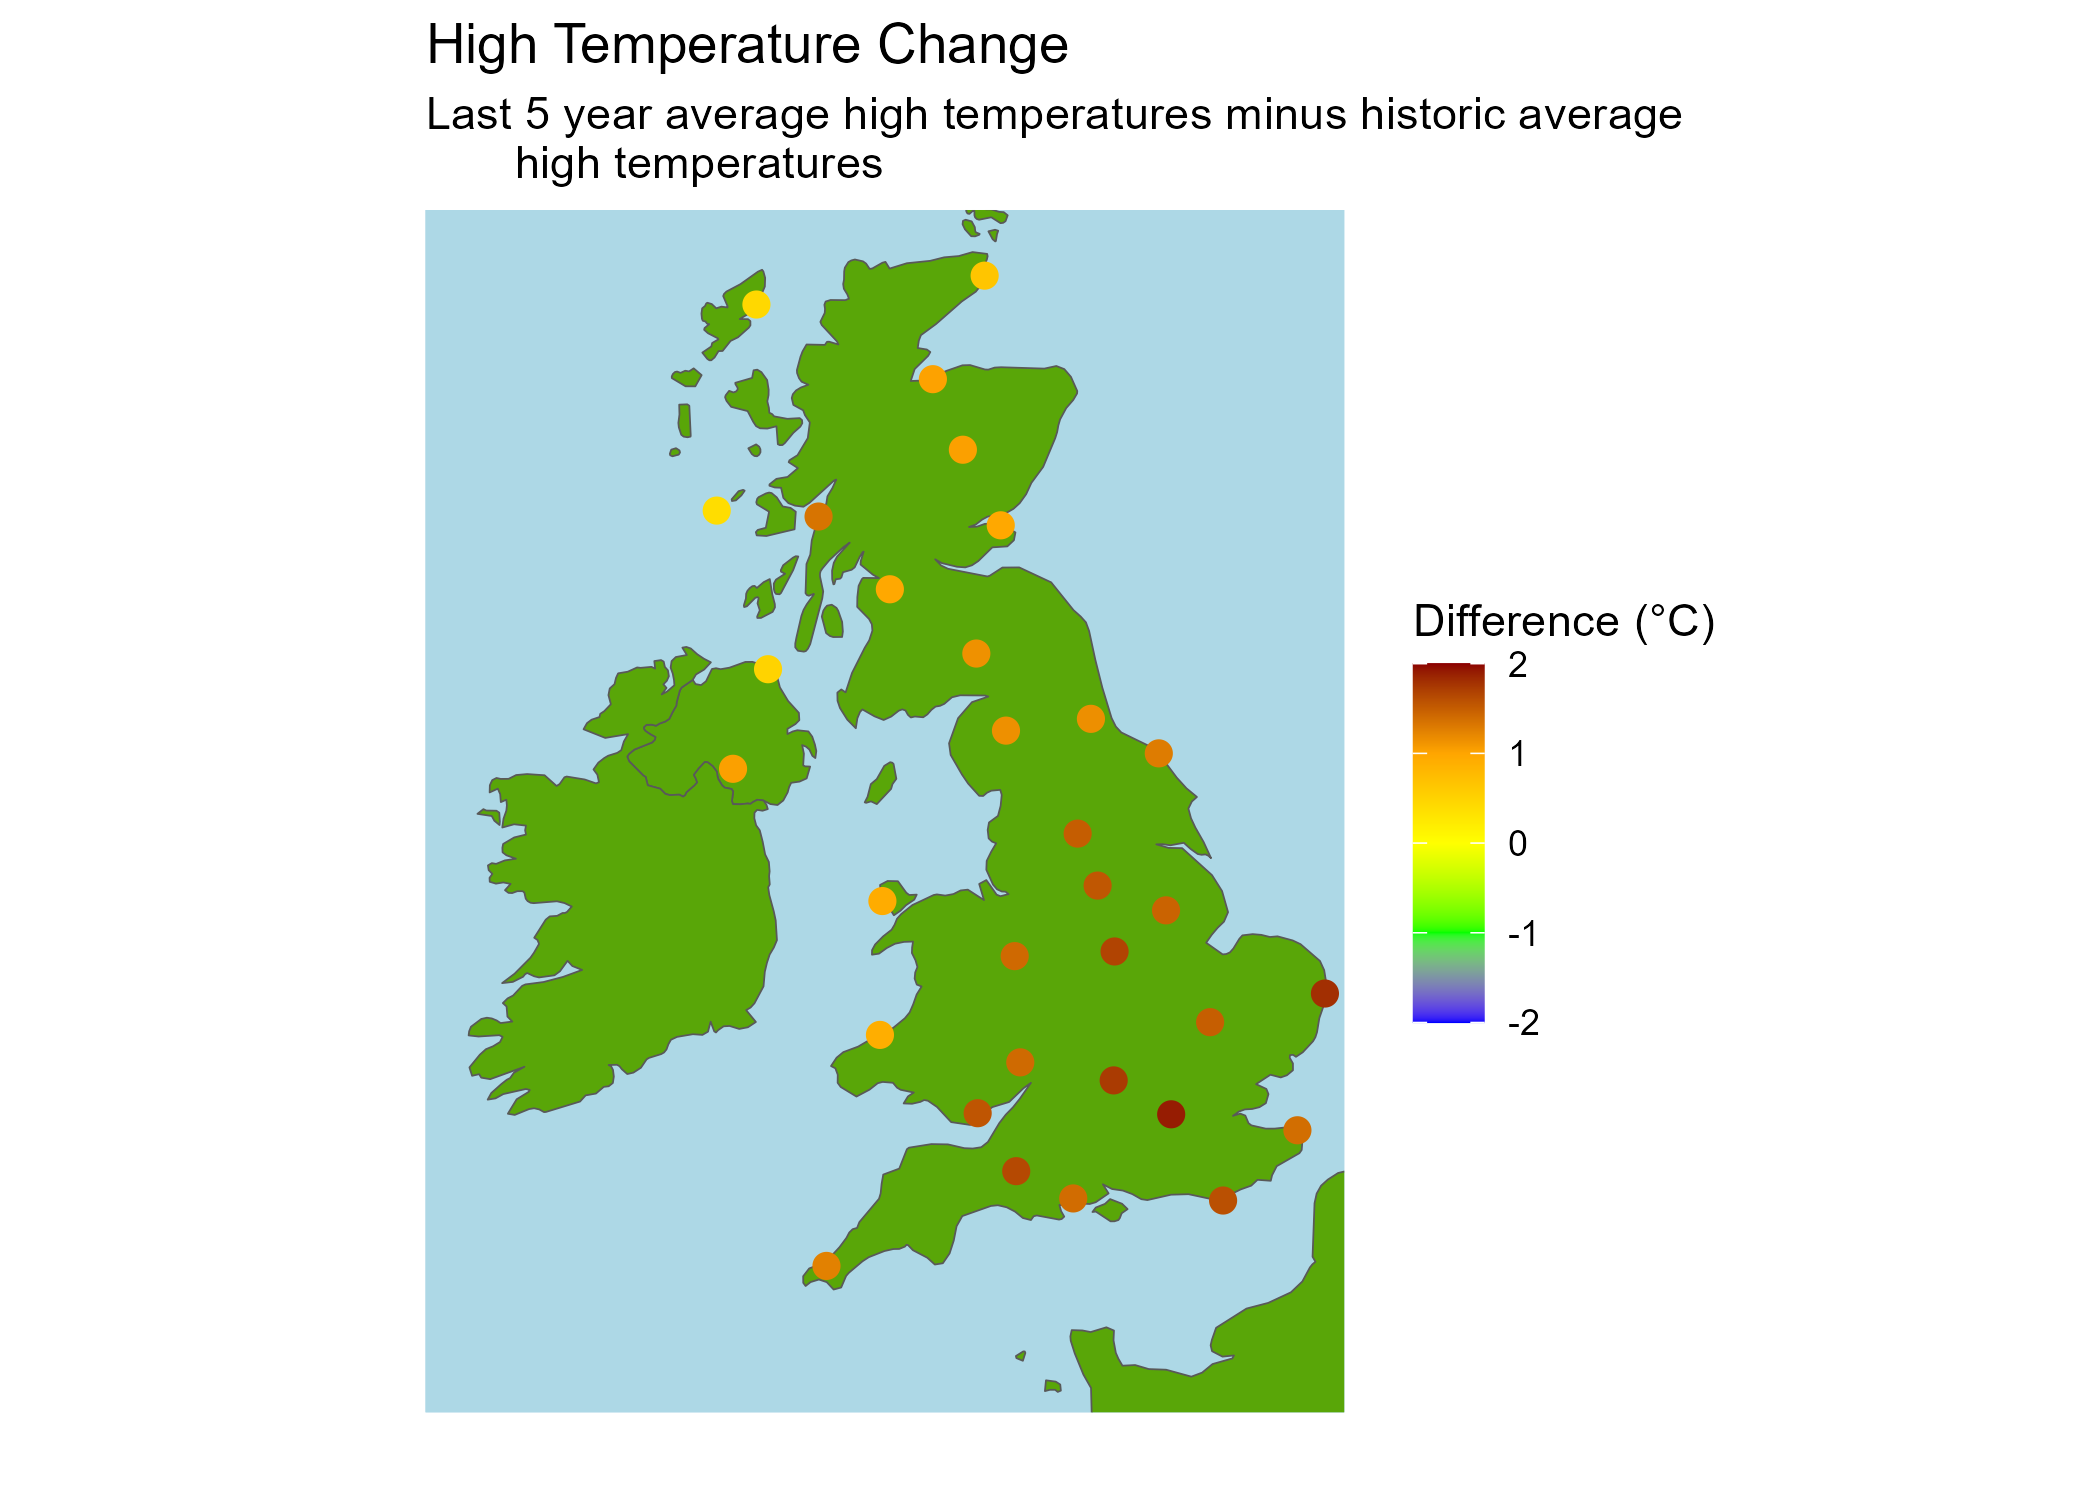 High Temperature Change
Last 5 year average high temperatures minus historic average
high temperatures
Difference (°C)
2
1
0
-1
-2